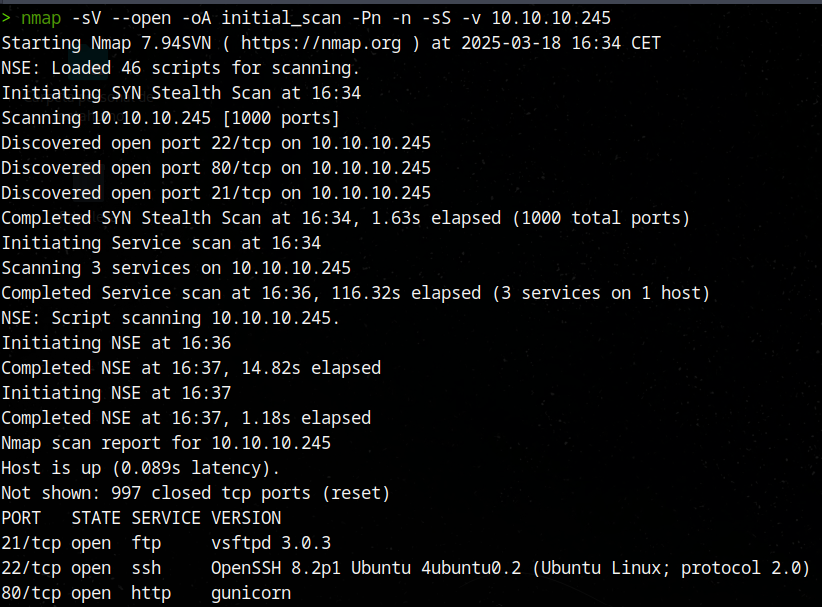 > nmap -sV --open -oA initial_scan -Pn -n -sS -v 10.10.10.245
Starting Nmap 7.94SVN ( https://nmap.org ) at 2025-03-18 16:34 CET
NSE: Loaded 46 scripts for scanning.
Initiating SYN Stealth Scan at 16:34
Scanning 10.10.10.245 [1000 ports]
Discovered open port 22/tcp on 10.10.10.245
Discovered open port 80/tcp on 10.10.10.245
Discovered open port 21/tcp on 10.10.10.245
Completed SYN Stealth Scan at 16:34, 1.63s elapsed (1000 total ports)
Initiating Service scan at 16:34
Scanning 3 services on 10.10.10.245
Completed Service scan at 16:36, 116.32s elapsed (3 services on 1 host)
NSE: Script scanning 10.10.10.245.
Initiating NSE at 16:36
Completed NSE at 16:37, 14.82s elapsed
Initiating NSE at 16:37
Completed NSE at 16:37, 1.18s elapsed
Nmap scan report for 10.10.10.245
Host is up (0.089s latency).
Not shown: 997 closed tcp ports (reset)
PORT   STATE SERVICE VERSION
21/tcp open  ftp     vsftpd 3.0.3
22/tcp open  ssh     OpenSSH 8.2p1 Ubuntu 4ubuntu0.2 (Ubuntu Linux; protocol 2.0)
80/tcp open  http    gunicorn